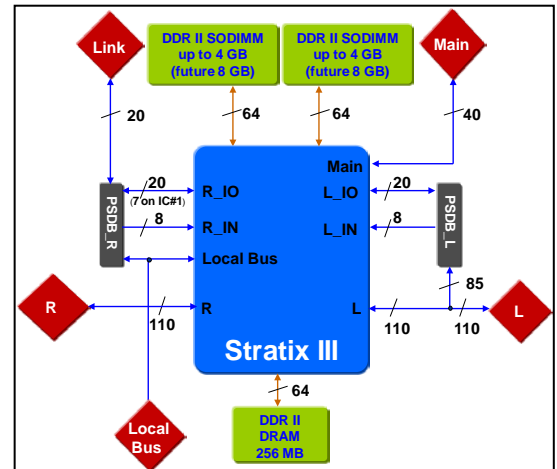 Link
DDR II SODIMM
up to 4 GB
(future 8 GB)
DDR II SODIMM
up to 4 GB
(future 8 GB)
Main
20
64
64
40
Main
PSDB_R
20
(7 on IC#1)
R_IO
L_IO
20
PSDB_L
8
R_IN
L_IN
8
Local Bus
85
R
110
R
L
110
110
L
Stratix III
64
Local
Bus
DDR II
DRAM
256 MB